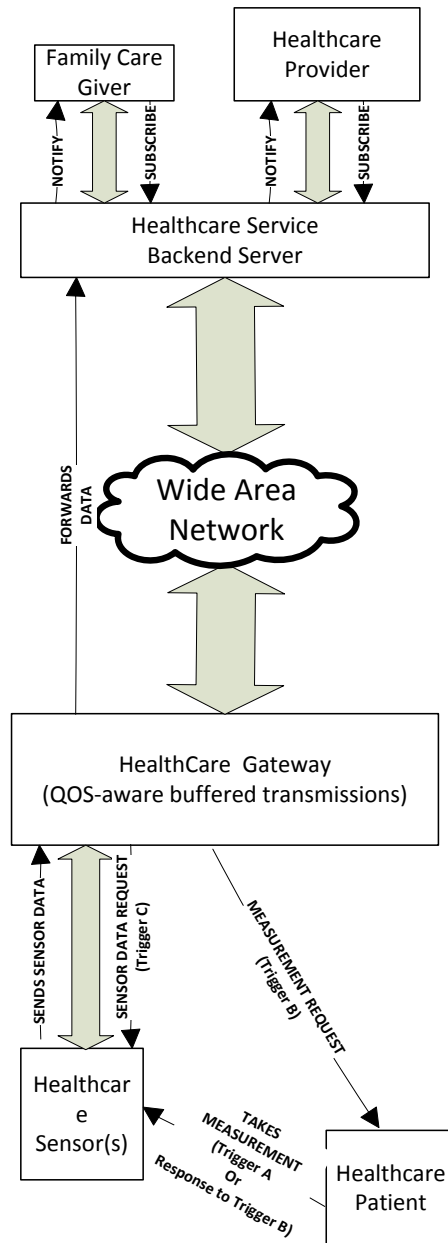 Family Care
Giver
Healthcare
Provider
NOTIFY
SUBSCRIBE
NOTIFY
SUBSCRIBE
Healthcare Service
Backend Server
FORWARDS
DATA
Wide Area
Network
HealthCare Gateway
(QOS-aware buffered transmissions)
SENDS SENSOR DATA
SENSOR DATA REQUEST
(Trigger C)
MEASUREMENT REQUEST
(Trigger B)
Healthcar
e
Sensor(s)
TAKES
MEASUREMENT
(Trigger A
Or
Response to Trigger B)
Healthcare
Patient